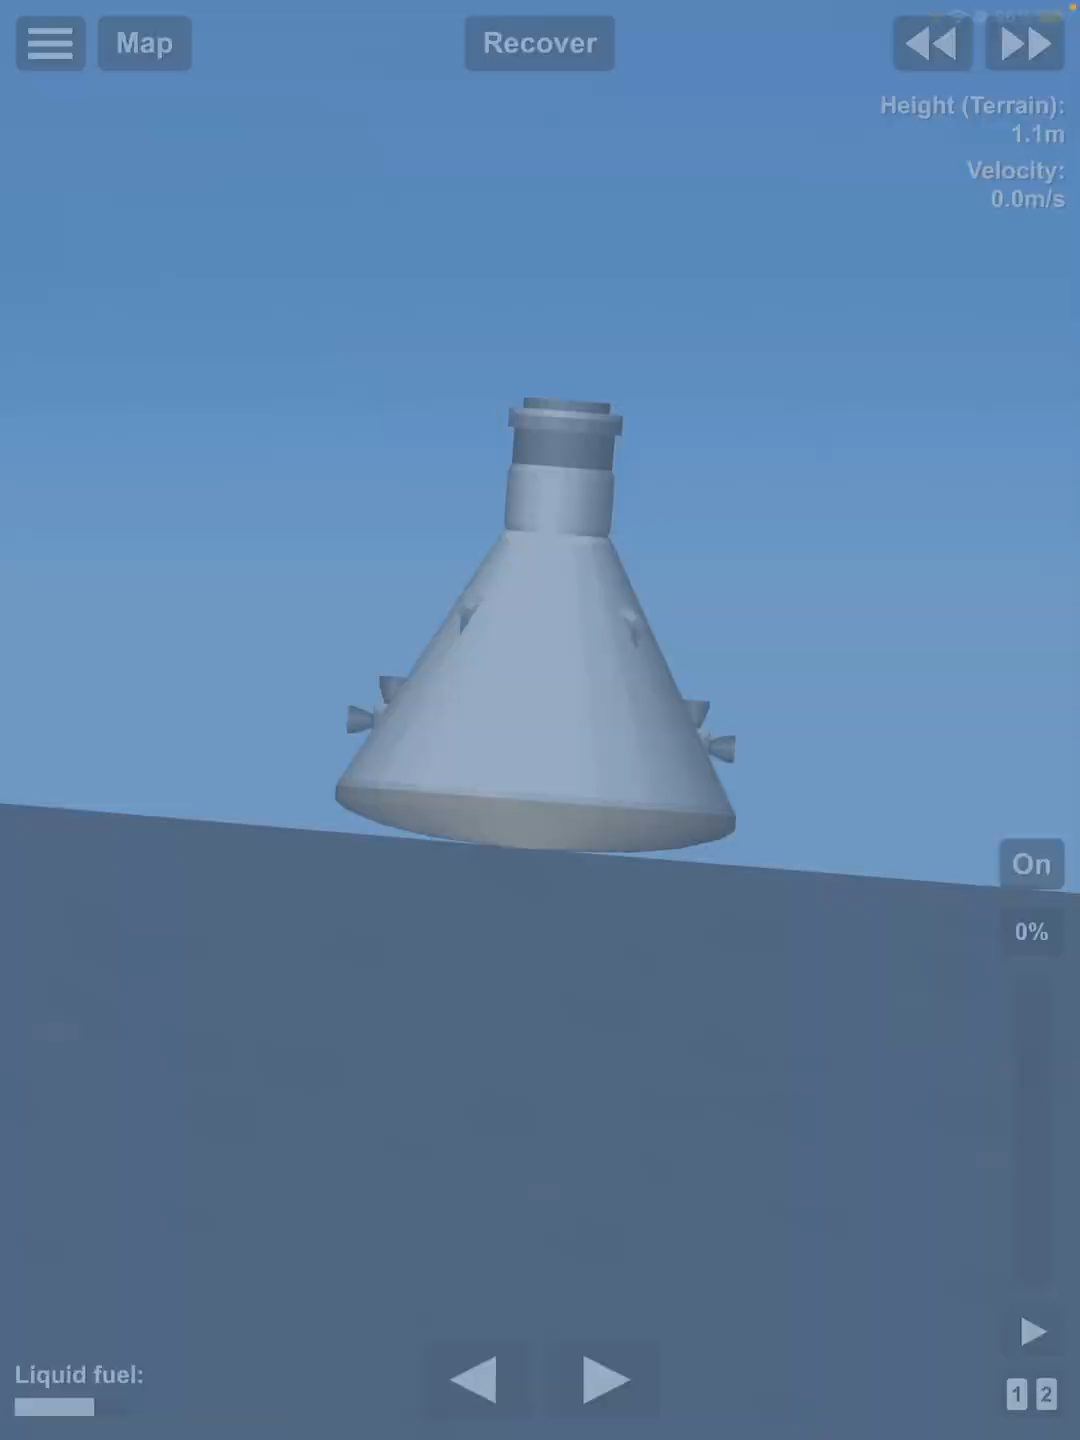 Map
Recover
Height (Terrain):
1.1m
Velocity:
0.0m/s
On
0%
Liquid fuel:
1 2